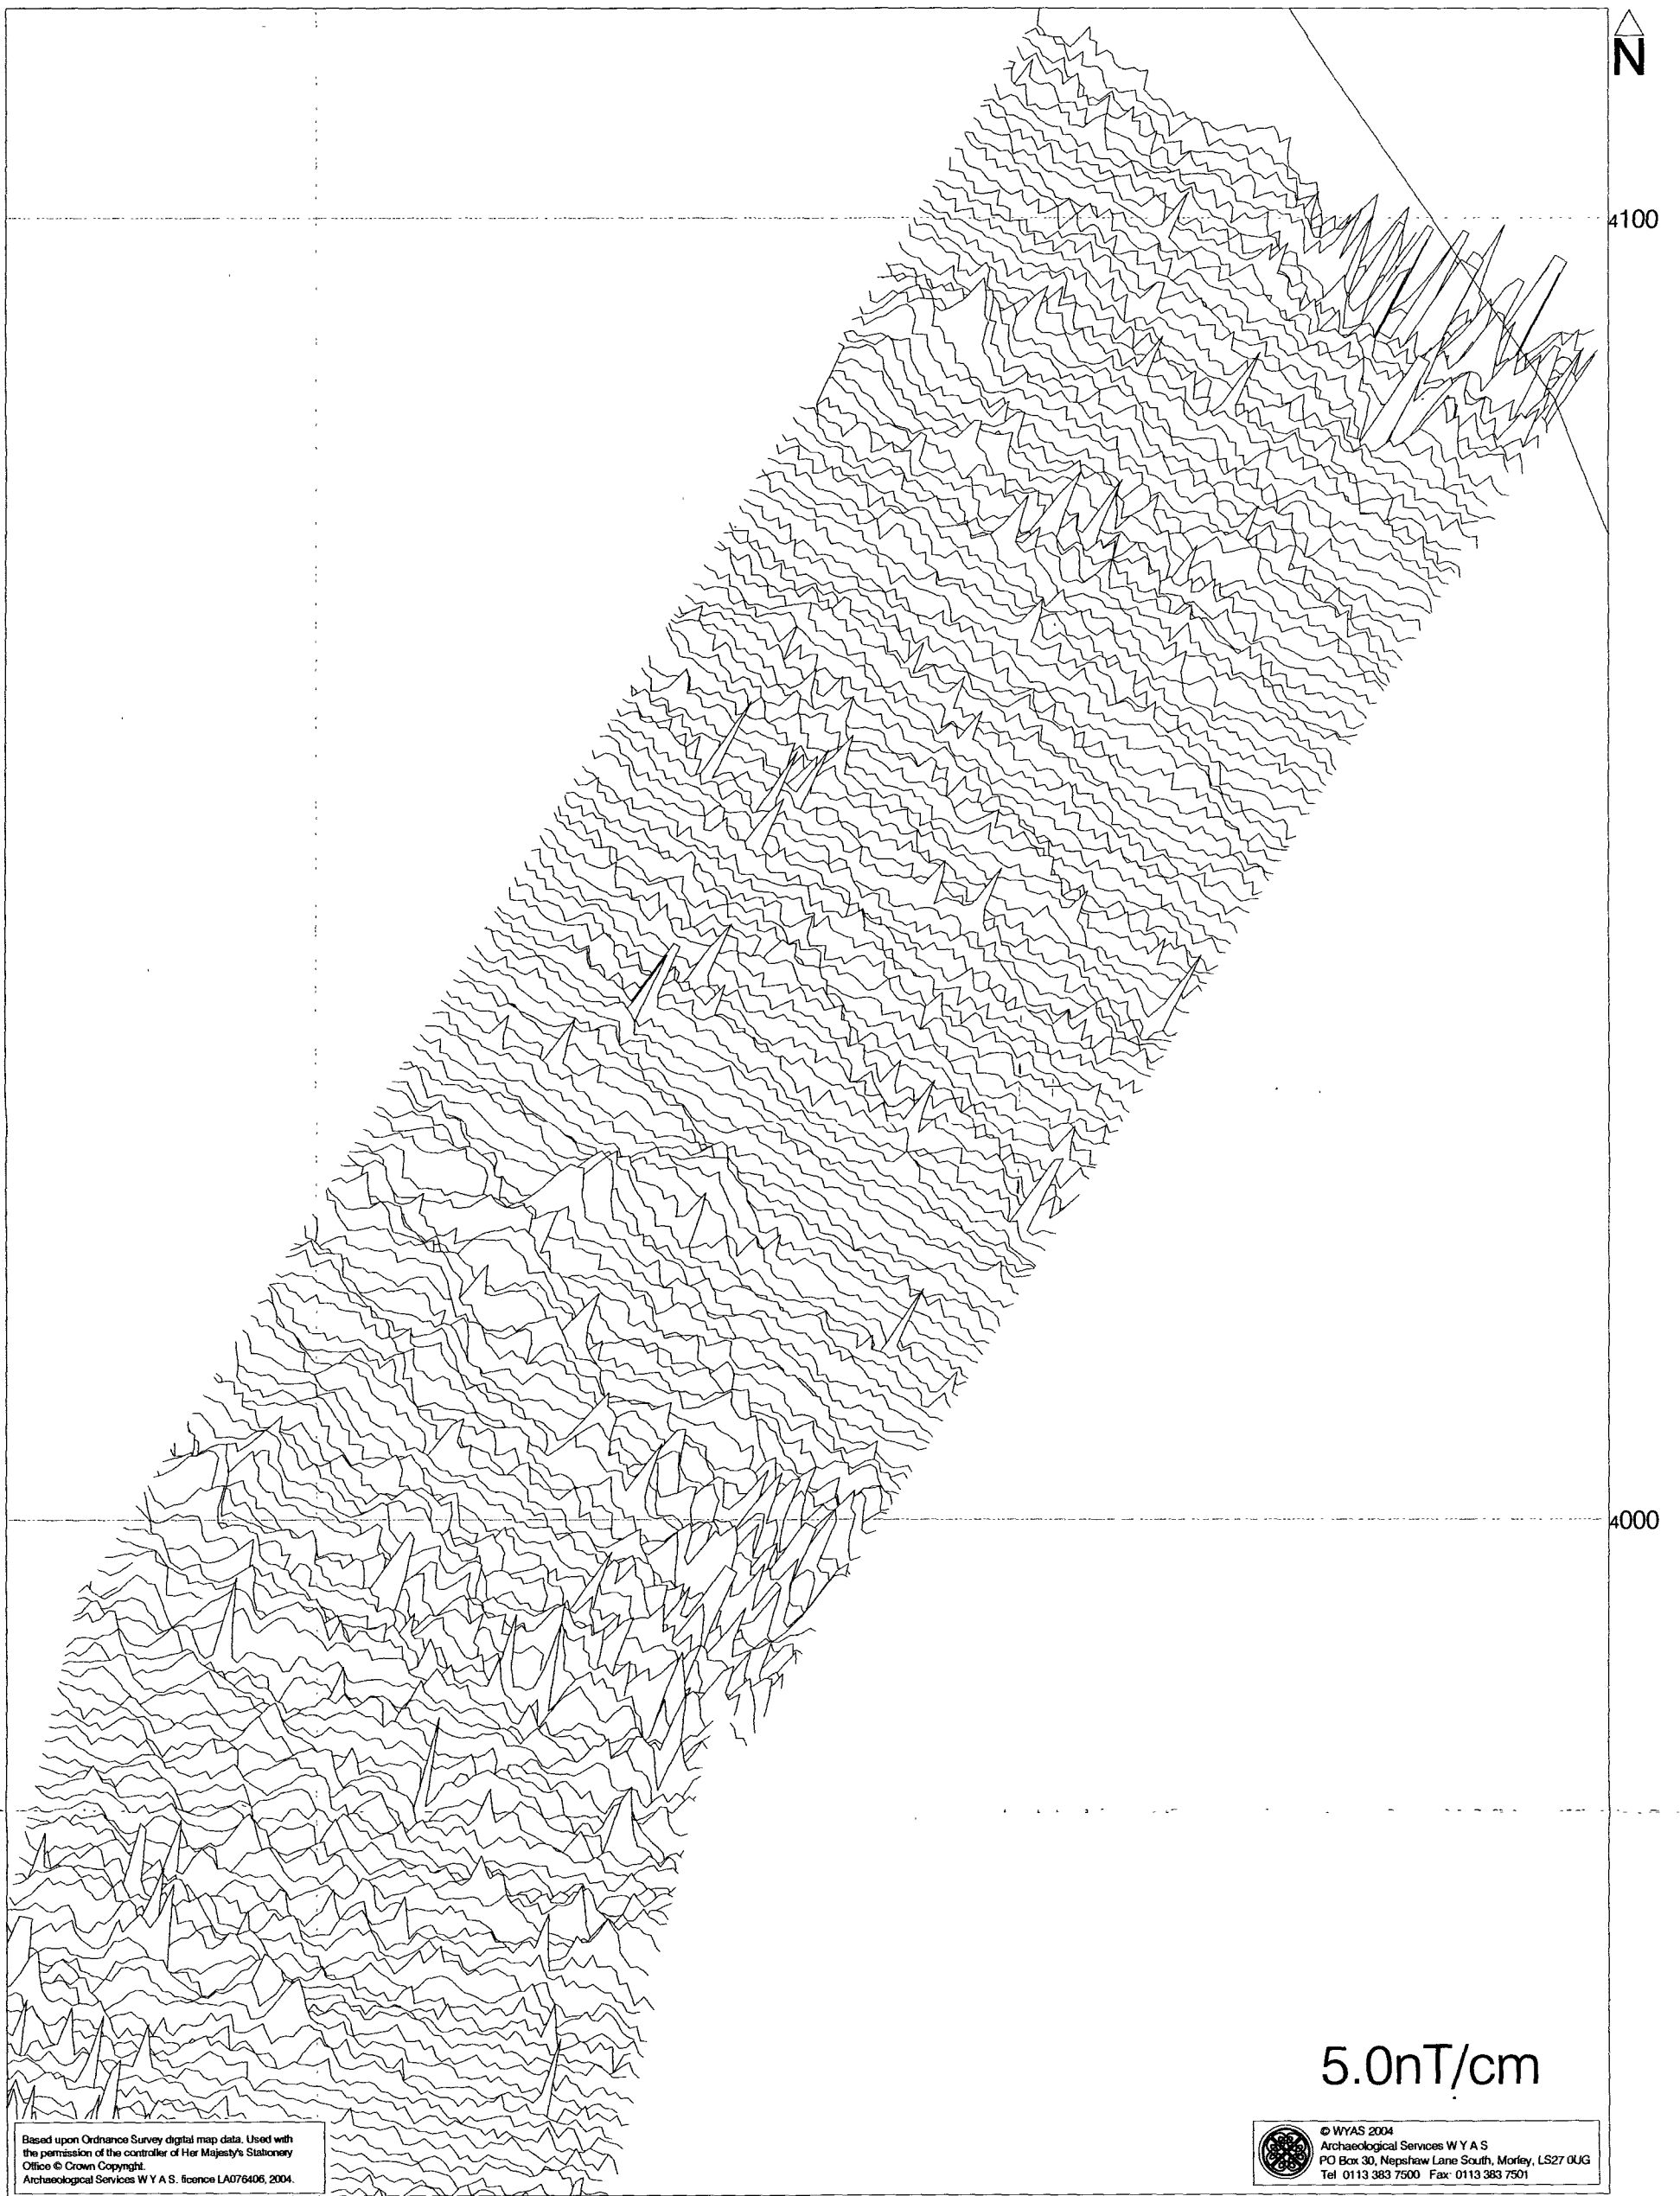 N
4100
4000
5.0nT/cm
Based upon Ordnance Survey digital map data. Used with
the permission of the controller of Her Majesty's Stationery
Office © Crown Copyright.
Archaeological Services W Y A S. licence LA076406, 2004.
© WYAS 2004
Archaeological Services W Y A S
PO Box 30, Nepshaw Lane South, Morley, LS27 0UG
Tel 0113 383 7500 Fax· 0113 383 7501